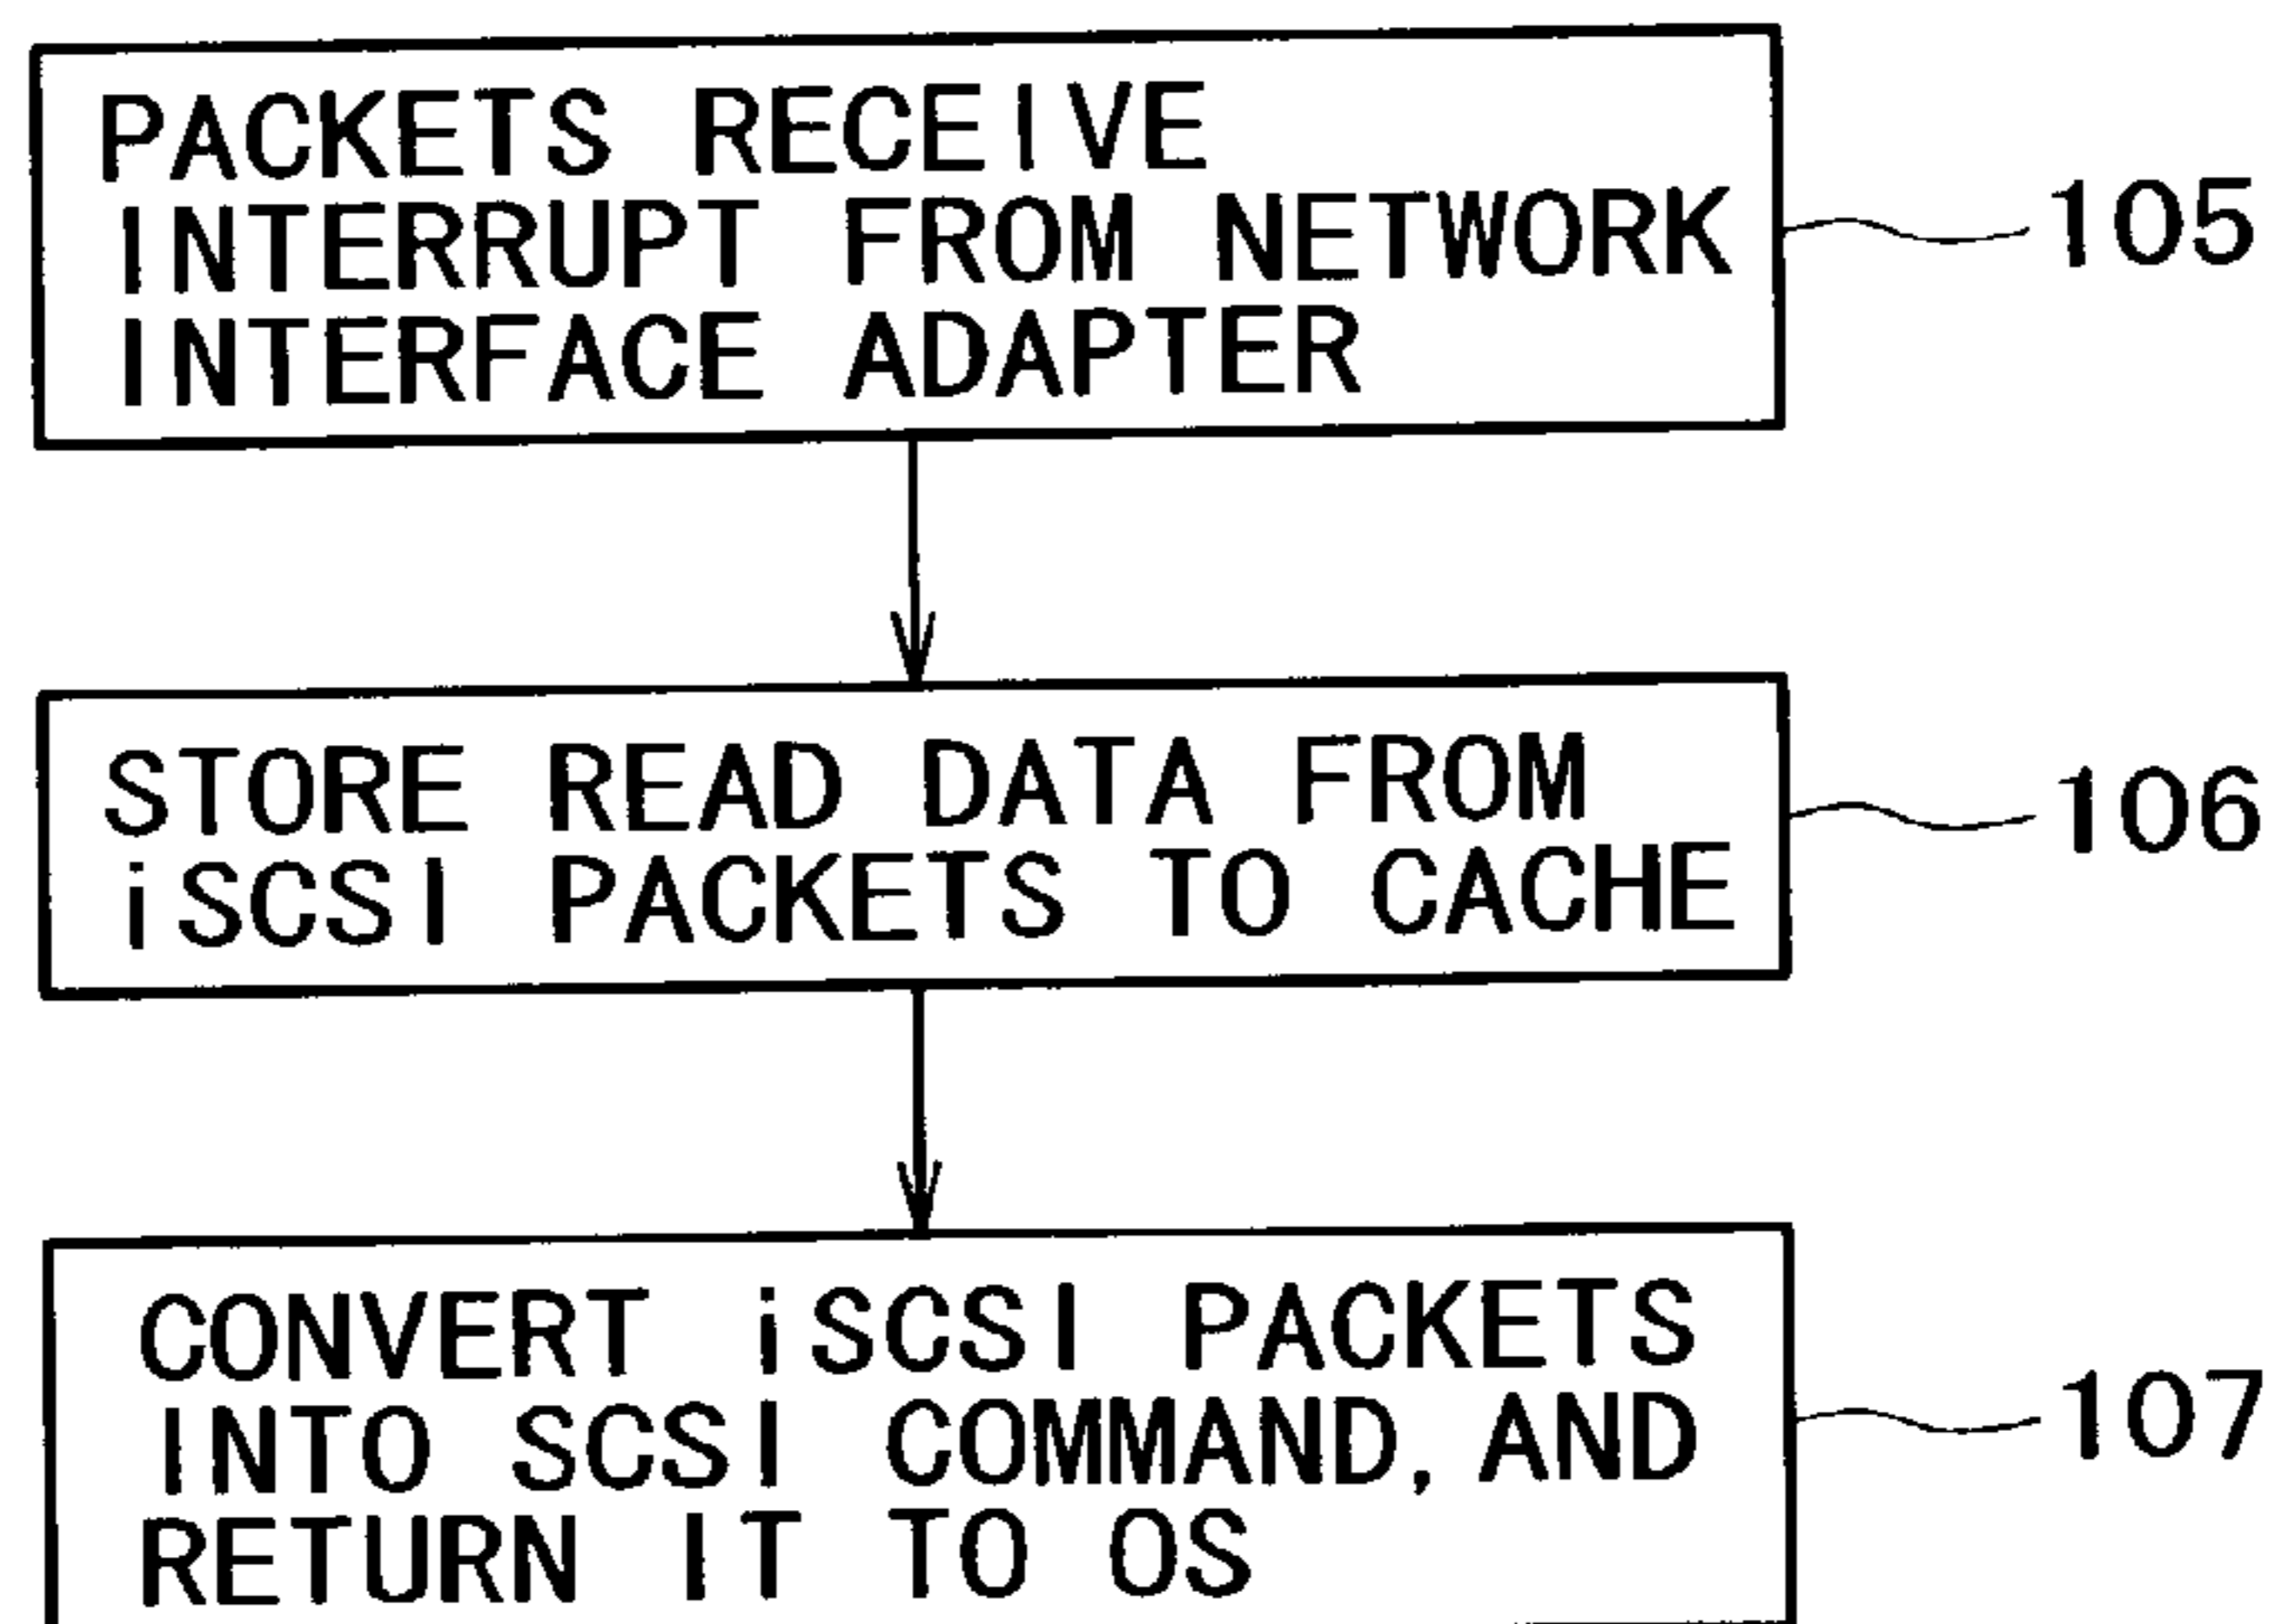 PACKETS RECEIVE
INTERRUPT FROM NETWORK
INTERFACE ADAPTER
105
STORE READ DATA FROM
iSCSI PACKETS TO CACHE
106
CONVERT iSCSI PACKETS
INTO SCSI COMMAND, AND
RETURN IT TO OS
107